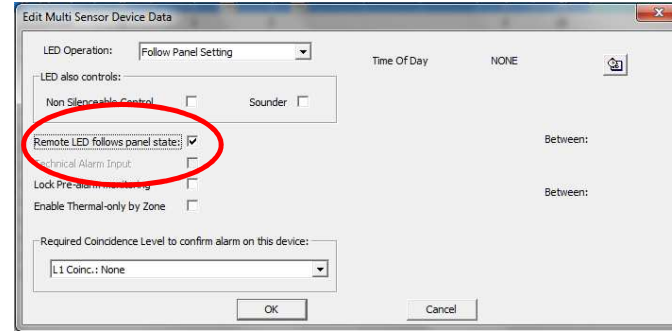 Edit Multi Sensor Device Data
LED Operation: Follow Panel Setting
Time Of Day NONE
LED also controls:
Non Silenceable Control Sounder
Remote LED follows panel state:
Between:
Technical Alarm Input
Lock Pre-alarm monitoring
Between:
Enable Thermal-only by Zone
Required Coincidence Level to confirm alarm on this device:
L1 Coinc.: None
OK Cancel